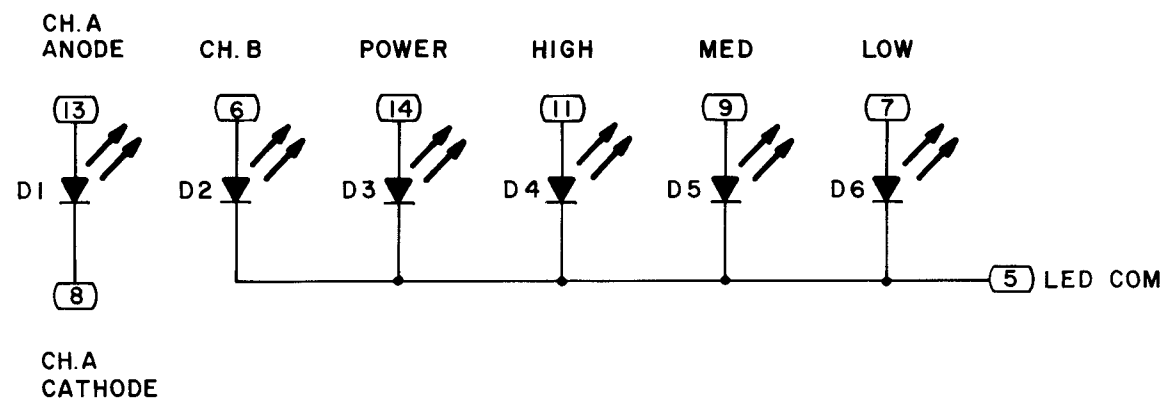 CH. A
ANODE
CH. B
POWER
HIGH
MED
LOW
13
6
14
11
9
7
D1
D2
D3
D4
D5
D6
8
5
LED COM
CH.A
CATHODE